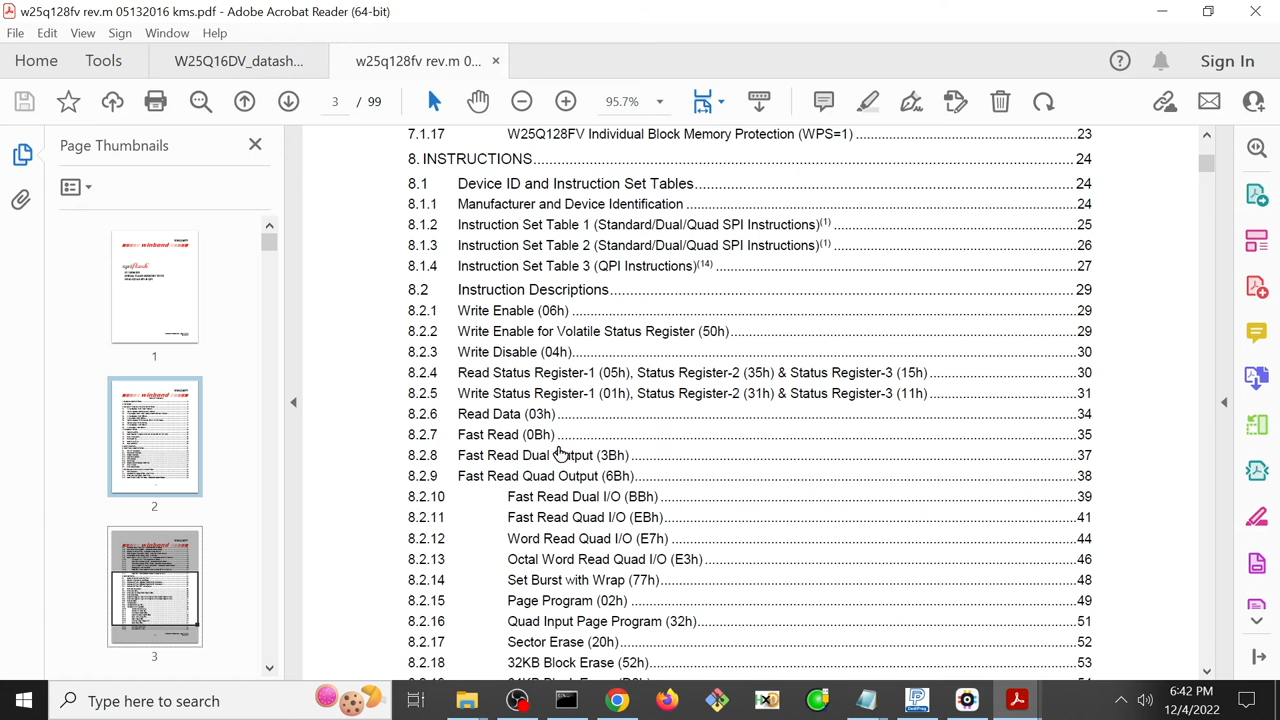 w25q128fv rev.m 05132016 kms.pdf - Adobe Acrobat Reader (64-bit)
File Edit View Sign Window Help
Home Tools W25Q16DV_datash... w25q128fv rev.m 0... Sign In
3 / 99 95.7%
Page Thumbnails
winbond
1
winbond
2
3
7.1.17 W25Q128FV Individual Block Memory Protection (WPS=1) 23
8. INSTRUCTIONS 24
8.1 Device ID and Instruction Set Tables 24
8.1.1 Manufacturer and Device Identification 24
8.1.2 Instruction Set Table 1 (Standard/Dual/Quad SPI Instructions)(1) 25
8.1.3 Instruction Set Table 2 (Standard/Dual/Quad SPI Instructions)(1) 26
8.1.4 Instruction Set Table 3 (QPI Instructions)(14) 27
8.2 Instruction Descriptions 29
8.2.1 Write Enable (06h) 29
8.2.2 Write Enable for Volatile Status Register (50h) 29
8.2.3 Write Disable (04h) 30
8.2.4 Read Status Register-1 (05h), Status Register-2 (35h) & Status Register-3 (15h) 30
8.2.5 Write Status Register-1 (01h), Status Register-2 (31h) & Status Register-3 (11h) 31
8.2.6 Read Data (03h) 34
8.2.7 Fast Read (0Bh) 35
8.2.8 Fast Read Dual Output (3Bh) 37
8.2.9 Fast Read Quad Output (6Bh) 38
8.2.10 Fast Read Dual I/O (BBh) 39
8.2.11 Fast Read Quad I/O (EBh) 41
8.2.12 Word Read Quad I/O (E7h) 44
8.2.13 Octal Word Read Quad I/O (E3h) 46
8.2.14 Set Burst with Wrap (77h) 48
8.2.15 Page Program (02h) 49
8.2.16 Quad Input Page Program (32h) 51
8.2.17 Sector Erase (20h) 52
8.2.18 32KB Block Erase (52h) 53
Type here to search
6:42 PM
12/4/2022